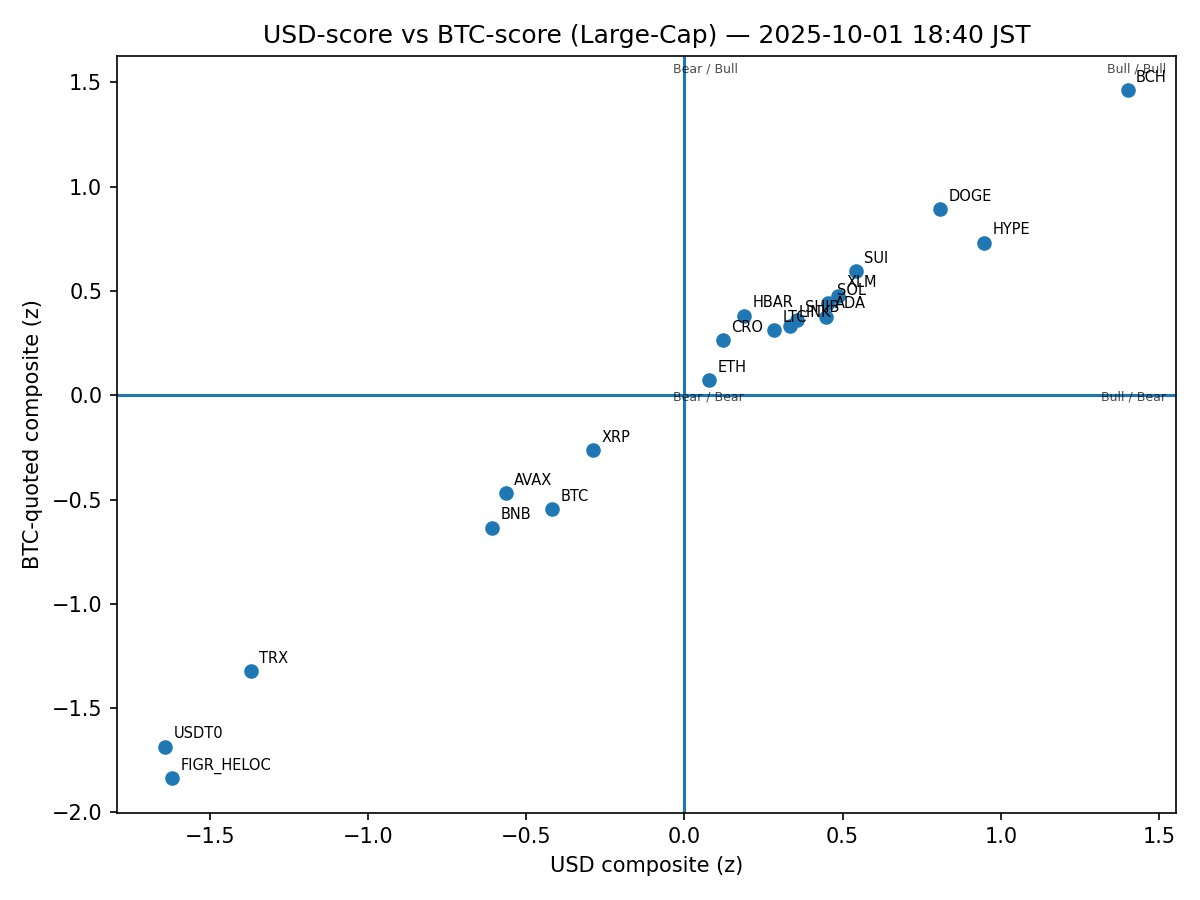 USD-score vs BTC-score (Large-Cap) — 2025-10-01 18:40 JST
Bear / Bull
Bull / Bull
BCH
DOGE
HYPE
SUI
XLM
SOL
ADA
SHIB
LINK
LTC
HBAR
CRO
ETH
Bear / Bear
Bull / Bear
XRP
AVAX
BTC
BNB
TRX
USDT0
FIGR_HELOC
1.5
1.0
0.5
0.0
−0.5
−1.0
−1.5
−2.0
BTC-quoted composite (z)
−1.5
−1.0
−0.5
0.0
0.5
1.0
1.5
USD composite (z)